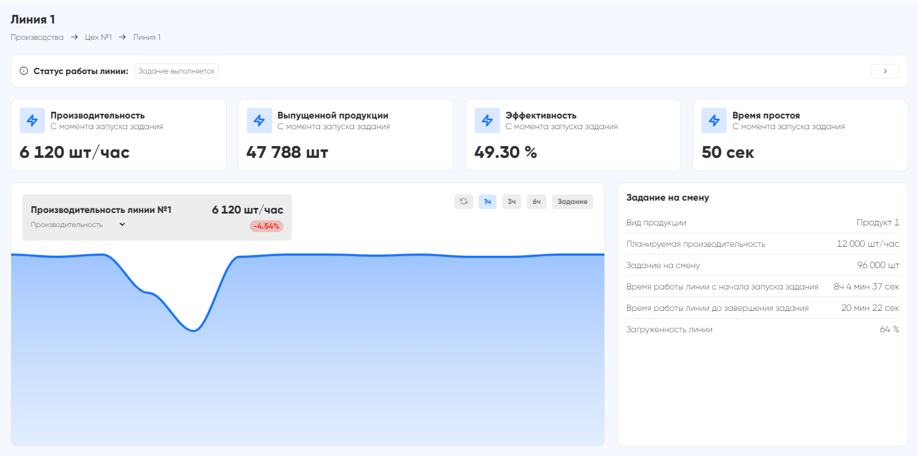 Линия 1
Производства → Цех №1 → Линия 1
Статус работы линии: Задание выполняется
Производительность
С момента запуска задания
6 120 шт/час
Выпущенной продукции
С момента запуска задания
47 788 шт
Эффективность
С момента запуска задания
49.30 %
Время простоя
С момента запуска задания
50 сек
Производительность линии №1 6 120 шт/час
Производительность -4.54%
1ч 3ч 6ч Задание
Задание на смену
Вид продукции Продукт 1
Планируемая производительность 12 000 шт/час
Задание на смену 96 000 шт
Время работы линии с начала запуска задания 8ч 4 мин 37 сек
Время работы линии до завершения задания 20 мин 22 сек
Загруженность линии 64 %